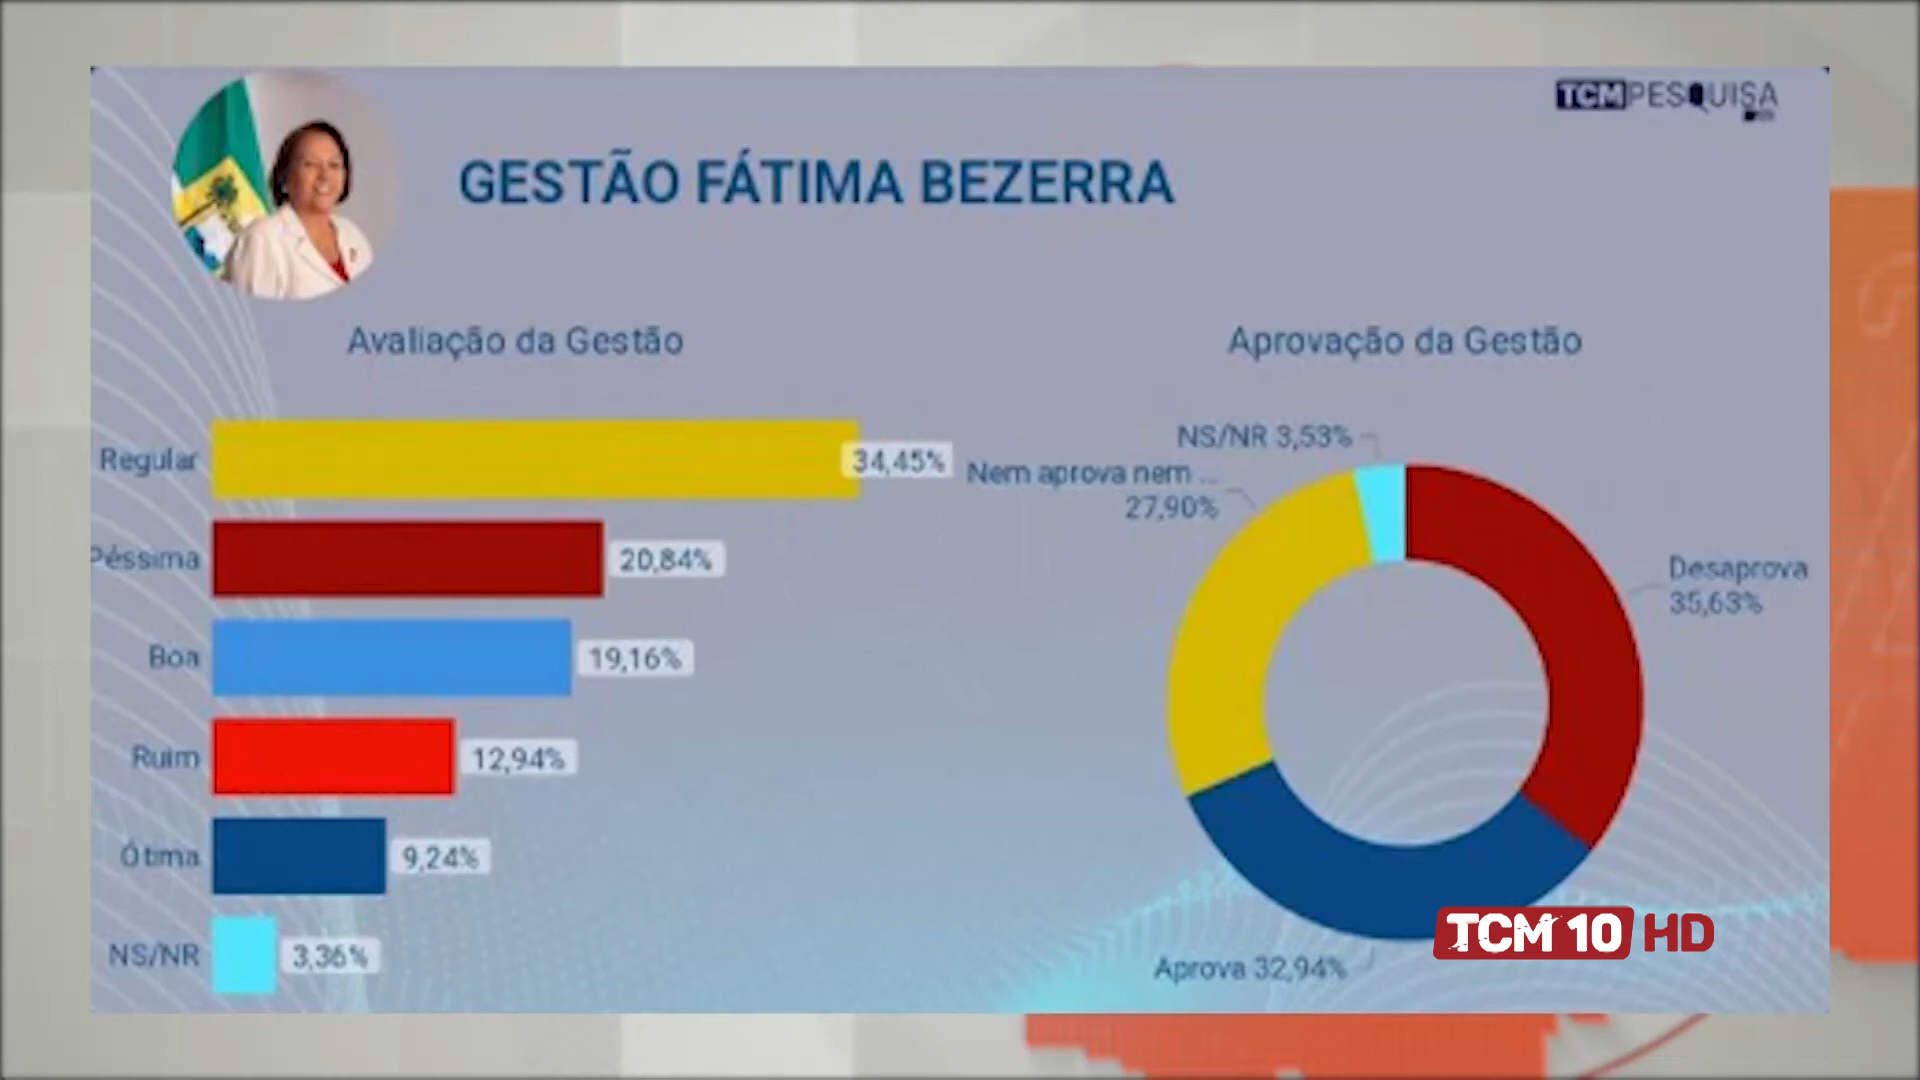 TCM PESQUISA
GESTÃO FÁTIMA BEZERRA
Avaliação da Gestão
Regular 34,45%
Péssima 20,84%
Boa 19,16%
Ruim 12,94%
Ótima 9,24%
NS/NR 3,36%
Aprovação da Gestão
NS/NR 3,53%
Nem aprova nem ...
27,90%
Desaprova
35,63%
Aprova 32,94%
TCM 10 HD